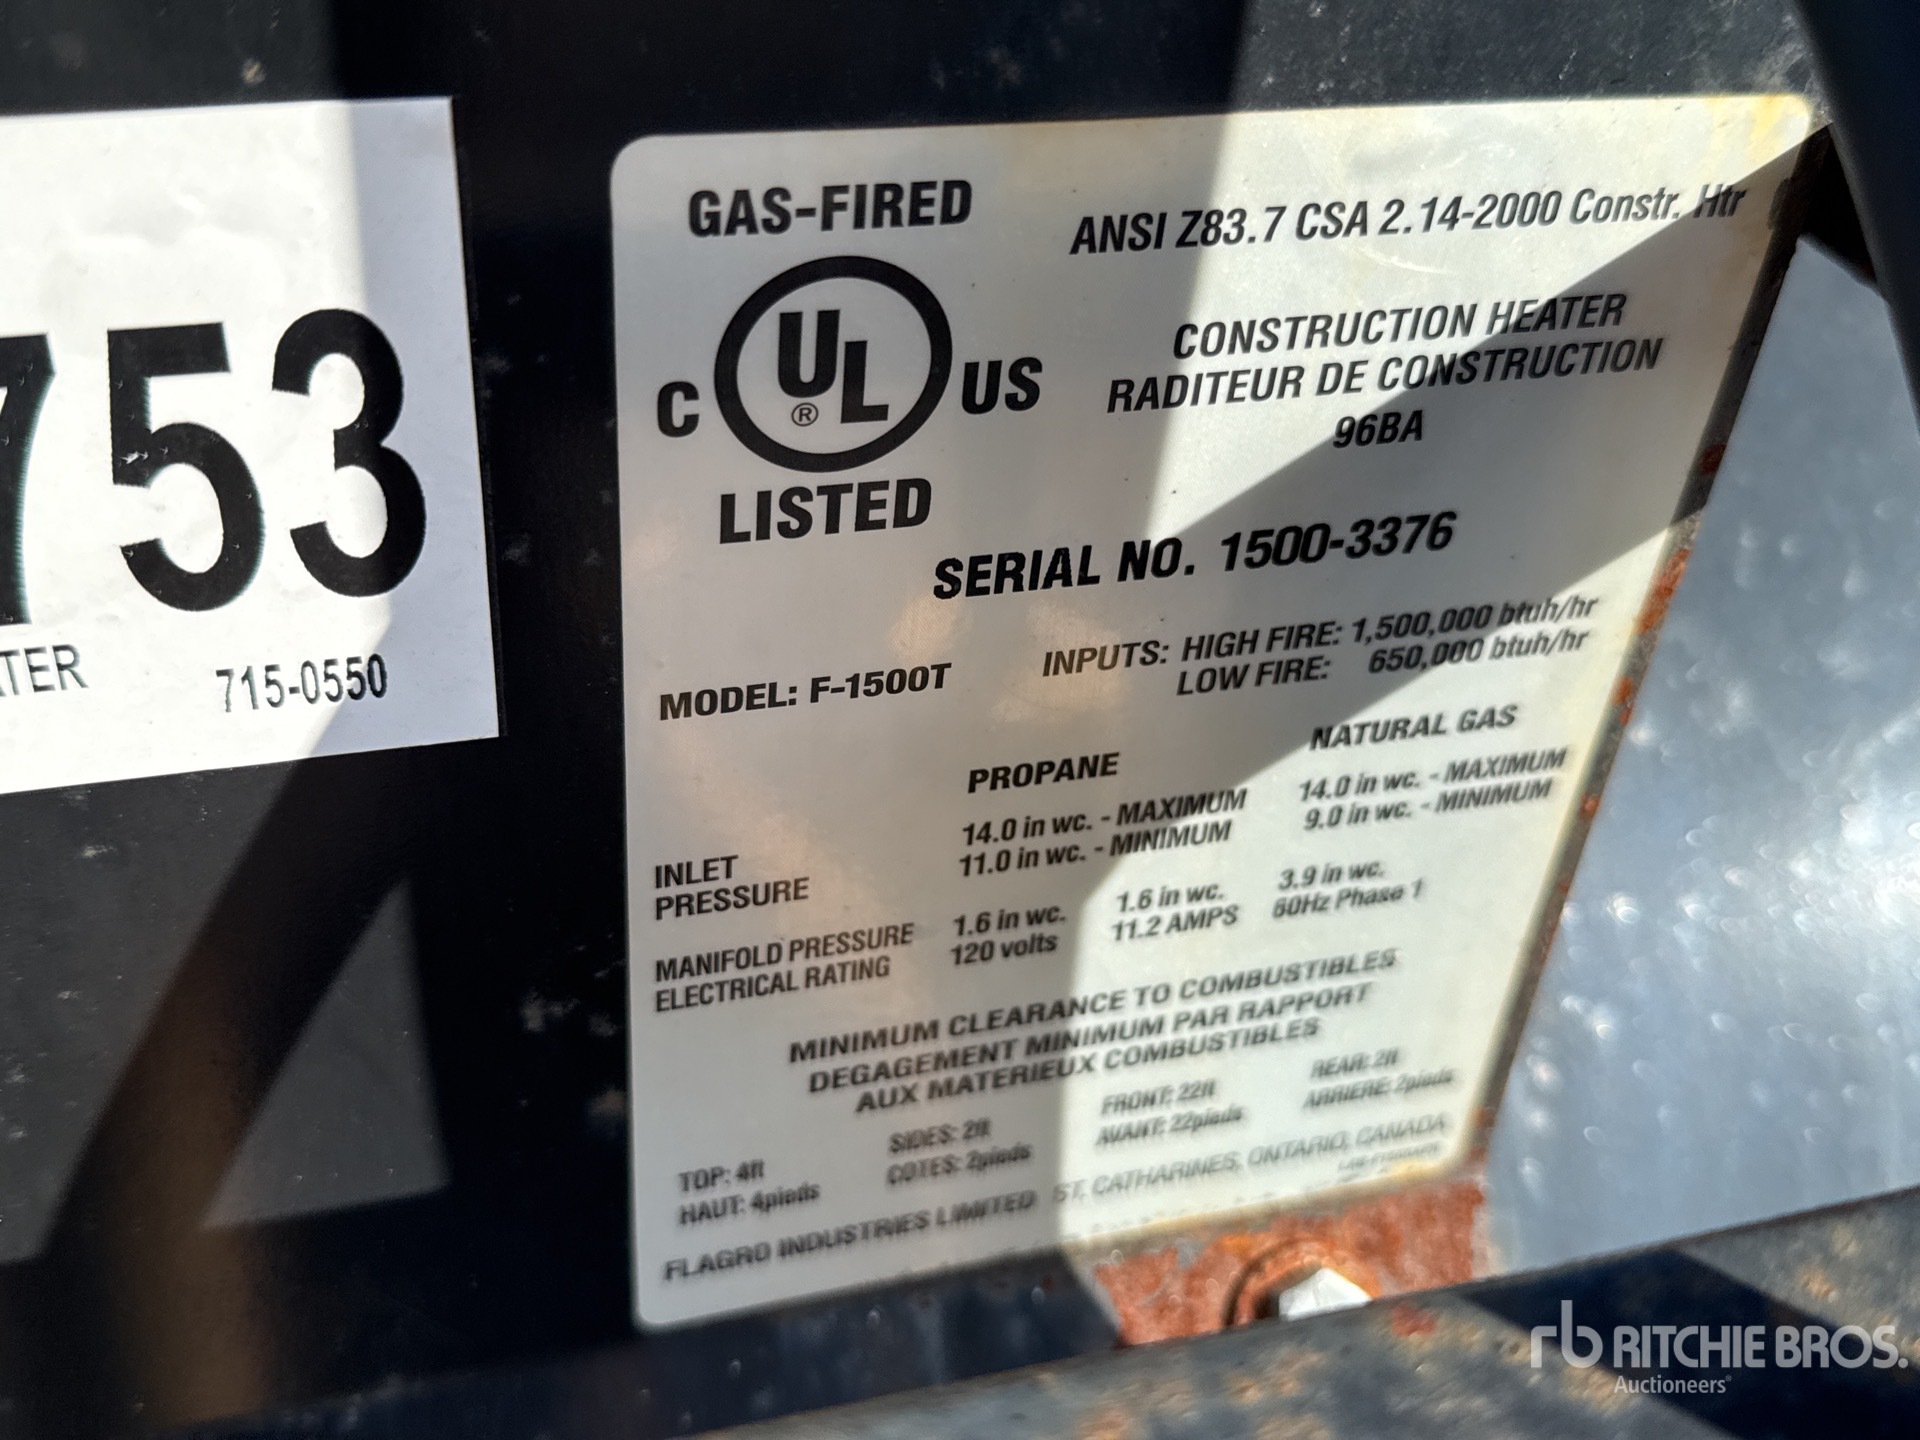 753
TER
715-0550
GAS-FIRED
C UL® US
LISTED
ANSI Z83.7 CSA 2.14-2000 Constr. Htr
CONSTRUCTION HEATER
RADITEUR DE CONSTRUCTION
96BA
SERIAL NO. 1500-3376
MODEL: F-1500T
INPUTS: HIGH FIRE: 1,500,000 btuh/hr
LOW FIRE: 650,000 btuh/hr
PROPANE NATURAL GAS
INLET PRESSURE
14.0 in wc. - MAXIMUM 14.0 in wc. - MAXIMUM
11.0 in wc. - MINIMUM 9.0 in wc. - MINIMUM
MANIFOLD PRESSURE 1.6 in wc. 1.6 in wc. 3.9 in wc.
ELECTRICAL RATING 120 volts 11.2 AMPS 60Hz Phase 1
MINIMUM CLEARANCE TO COMBUSTIBLES
DEGAGEMENT MINIMUM PAR RAPPORT
AUX MATERIEUX COMBUSTIBLES
TOP: 4ft SIDES: 2ft FRONT: 22ft REAR: 2ft
HAUT: 4pieds COTES: 2pieds AVANT: 22pieds ARRIERE: 2pieds
FLAGRO INDUSTRIES LIMITED ST. CATHARINES, ONTARIO, CANADA
rb RITCHIE BROS.
Auctioneers